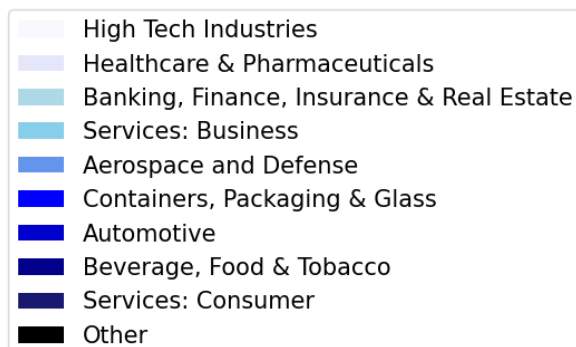 High Tech Industries
Healthcare & Pharmaceuticals
Banking, Finance, Insurance & Real Estate
Services: Business
Aerospace and Defense
Containers, Packaging & Glass
Automotive
Beverage, Food & Tobacco
Services: Consumer
Other